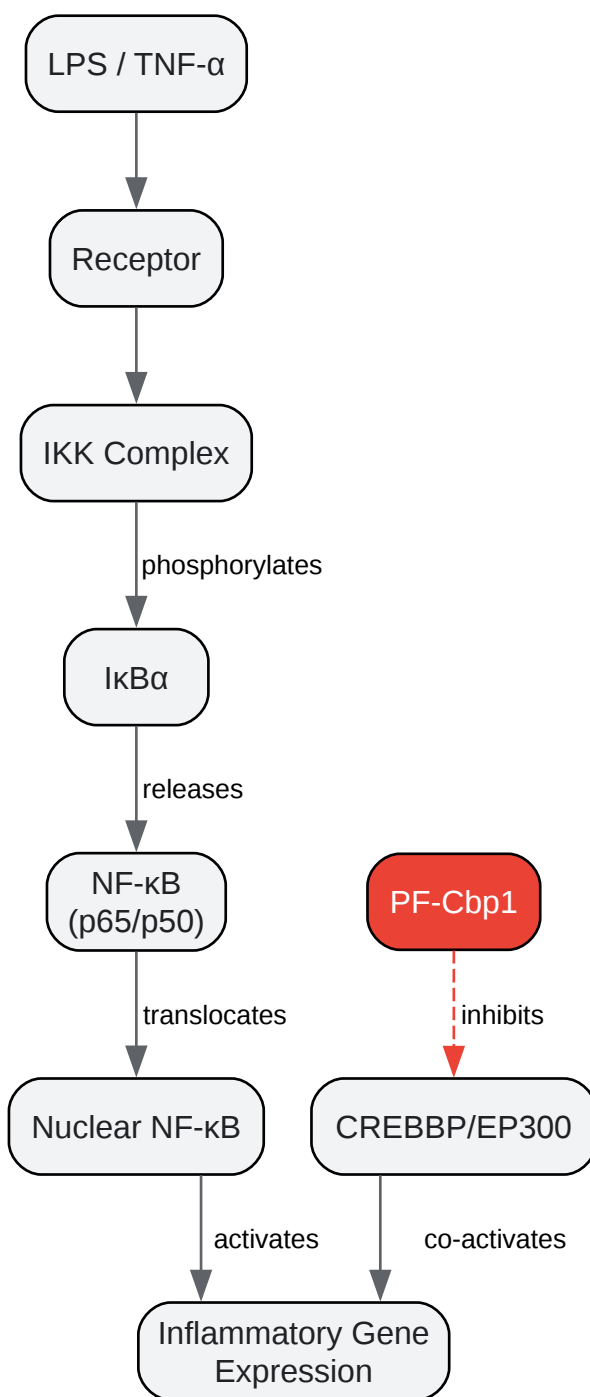 LPS / TNF-α
Receptor
IKK Complex
phosphorylates
IκBα
releases
NF-κB
(p65/p50)
PF-Cbp1
translocates
inhibits
Nuclear NF-κB
CREBBP/EP300
activates
co-activates
Inflammatory Gene
Expression